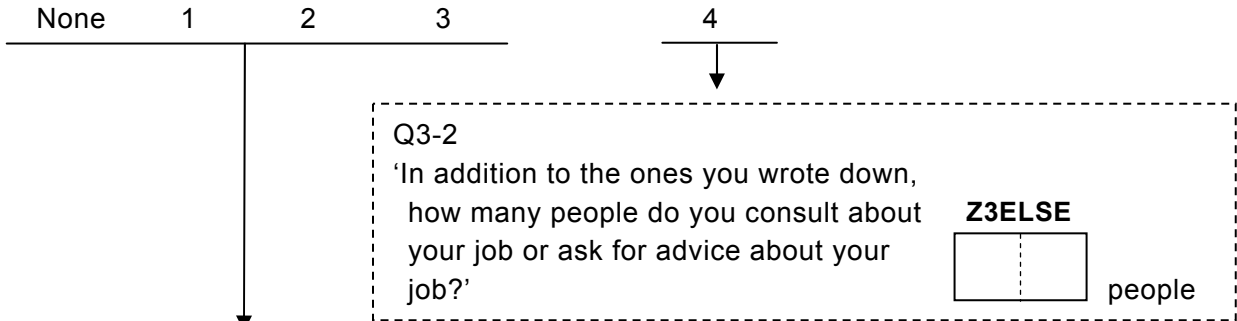 None 1 2 3 4
Q3-2
‘In addition to the ones you wrote down,
how many people do you consult about
your job or ask for advice about your
job?’
Z3ELSE
people